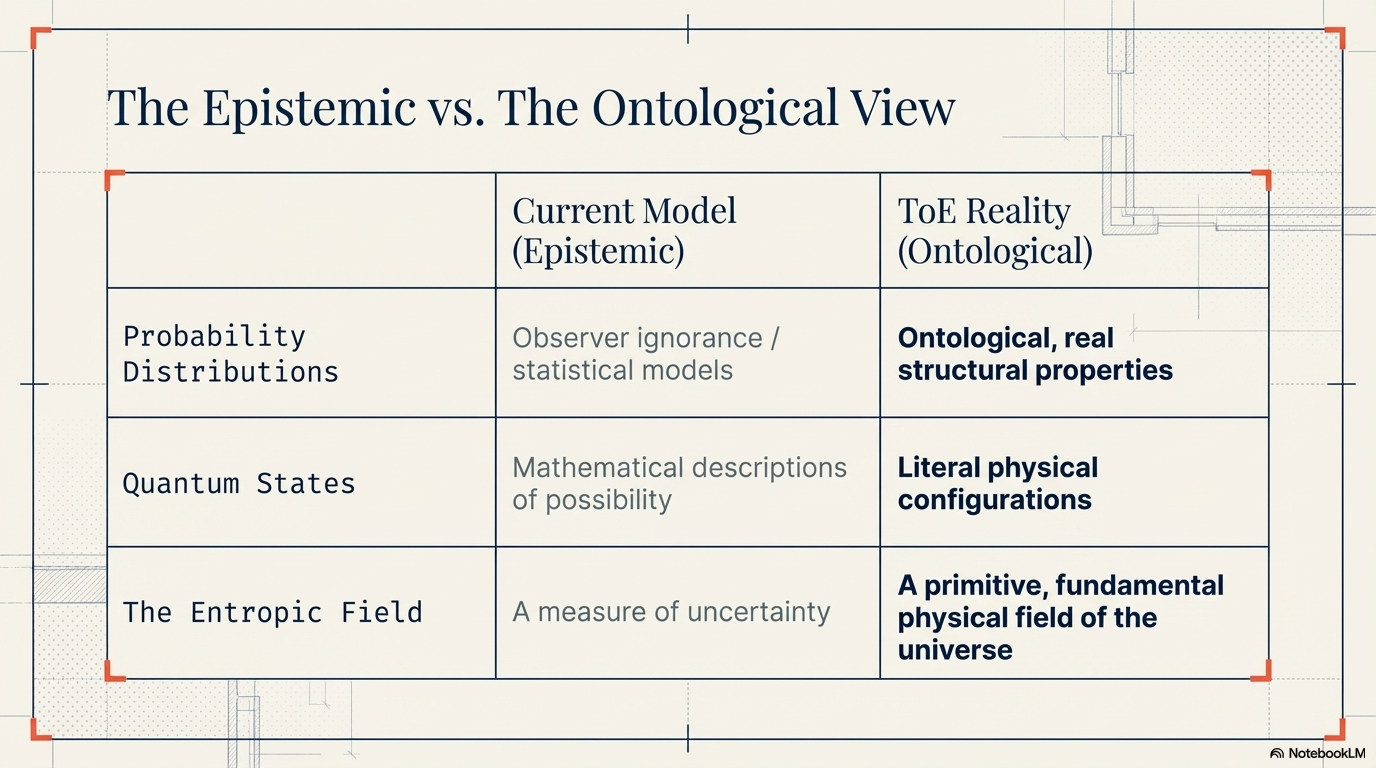 The Epistemic vs. The Ontological View
Current Model
(Epistemic)
ToE Reality
(Ontological)
Probability
Distributions
Observer ignorance /
statistical models
Ontological, real
structural properties
Quantum States
Mathematical descriptions
of possibility
Literal physical
configurations
The Entropic Field
A measure of uncertainty
A primitive, fundamental
physical field of the
universe
NotebookLM